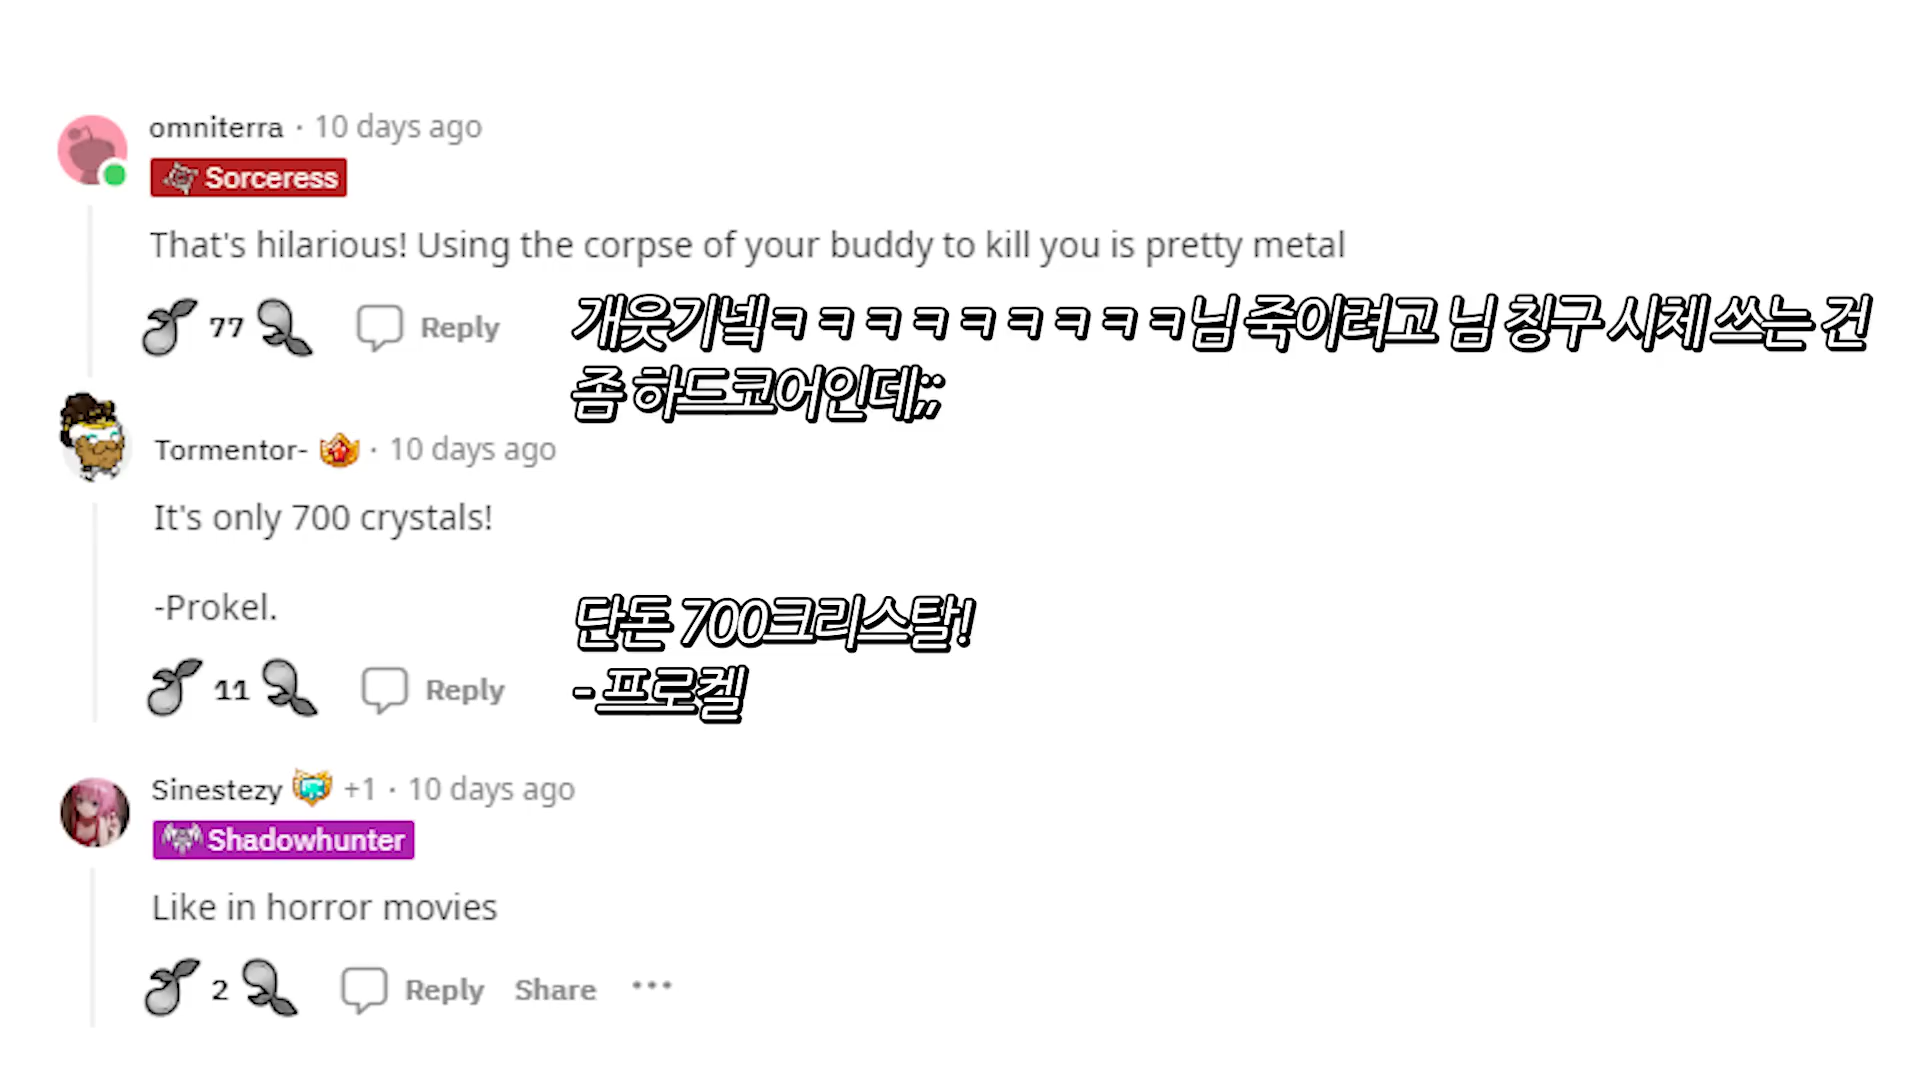 omniterra · 10 days ago
Sorceress
That's hilarious! Using the corpse of your buddy to kill you is pretty metal
77 Reply
개웃기넼ㅋㅋㅋㅋㅋㅋㅋㅋㅋ님 죽이려고 님 칭구 시체 쓰는 건
좀 하드코어인데;;
Tormentor- · 10 days ago
It's only 700 crystals!
-Prokel.
단돈 700크리스탈!
- 프로켈
11 Reply
Sinestezy +1 · 10 days ago
Shadowhunter
Like in horror movies
2 Reply Share ···